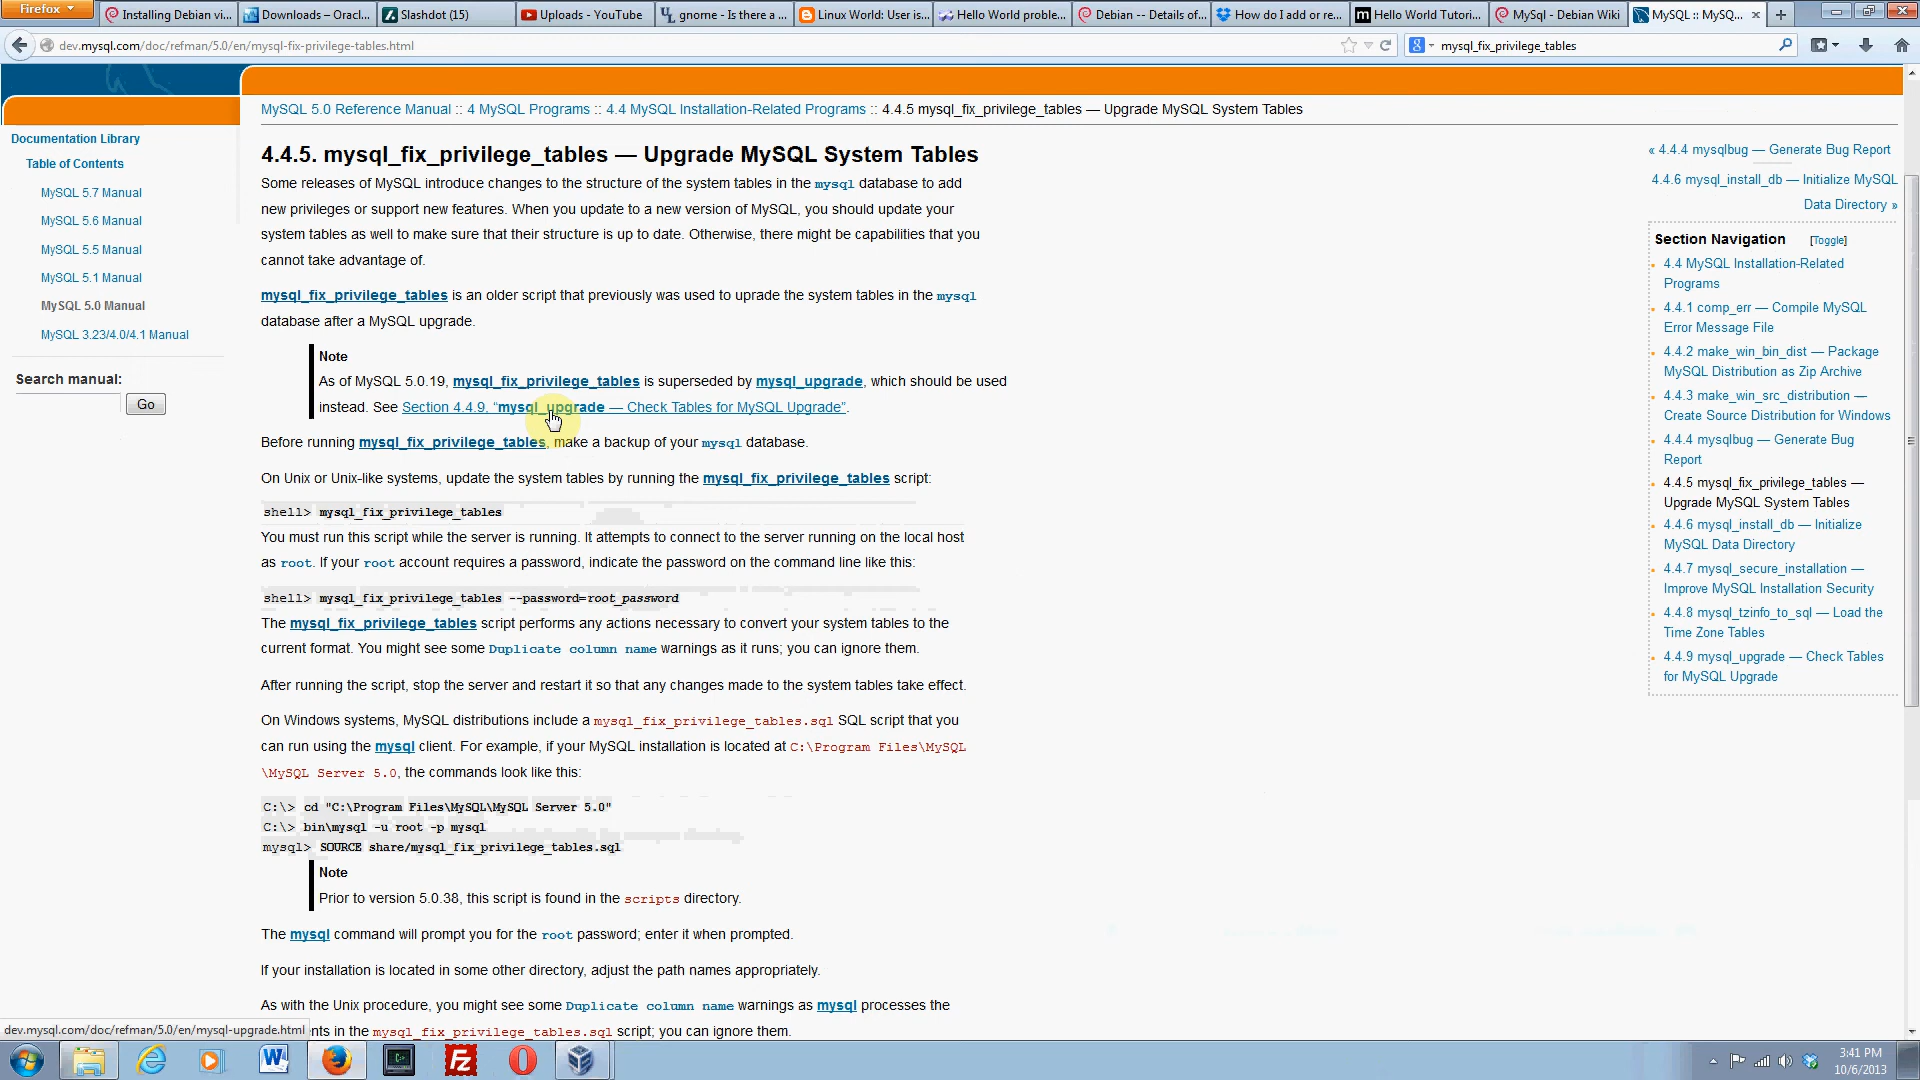 Firefox
Installing Debian vi...
Downloads – Oracl...
Slashdot (15)
Uploads - YouTube
gnome - Is there a ...
Linux World: User is...
Hello World proble...
Debian -- Details of...
How do I add or re...
Hello World Tutori...
MySql - Debian Wiki
MySQL :: MySQ...
dev.mysql.com/doc/refman/5.0/en/mysql-fix-privilege-tables.html
mysql_fix_privilege_tables
MySQL 5.0 Reference Manual :: 4 MySQL Programs :: 4.4 MySQL Installation-Related Programs :: 4.4.5 mysql_fix_privilege_tables — Upgrade MySQL System Tables
Documentation Library
Table of Contents
MySQL 5.7 Manual
MySQL 5.6 Manual
MySQL 5.5 Manual
MySQL 5.1 Manual
MySQL 5.0 Manual
MySQL 3.23/4.0/4.1 Manual
Search manual:
Go
4.4.5. mysql_fix_privilege_tables — Upgrade MySQL System Tables
Some releases of MySQL introduce changes to the structure of the system tables in the mysql database to add
new privileges or support new features. When you update to a new version of MySQL, you should update your
system tables as well to make sure that their structure is up to date. Otherwise, there might be capabilities that you
cannot take advantage of.
mysql_fix_privilege_tables is an older script that previously was used to uprade the system tables in the mysql
database after a MySQL upgrade.
Note
As of MySQL 5.0.19, mysql_fix_privilege_tables is superseded by mysql_upgrade, which should be used
instead. See Section 4.4.9, “mysql_upgrade — Check Tables for MySQL Upgrade”.
Before running mysql_fix_privilege_tables, make a backup of your mysql database.
On Unix or Unix-like systems, update the system tables by running the mysql_fix_privilege_tables script:
shell> mysql_fix_privilege_tables
You must run this script while the server is running. It attempts to connect to the server running on the local host
as root. If your root account requires a password, indicate the password on the command line like this:
shell> mysql_fix_privilege_tables --password=root_password
The mysql_fix_privilege_tables script performs any actions necessary to convert your system tables to the
current format. You might see some Duplicate column name warnings as it runs; you can ignore them.
After running the script, stop the server and restart it so that any changes made to the system tables take effect.
On Windows systems, MySQL distributions include a mysql_fix_privilege_tables.sql SQL script that you
can run using the mysql client. For example, if your MySQL installation is located at C:\Program Files\MySQL
\MySQL Server 5.0, the commands look like this:
C:\> cd "C:\Program Files\MySQL\MySQL Server 5.0"
C:\> bin\mysql -u root -p mysql
mysql> SOURCE share/mysql_fix_privilege_tables.sql
Note
Prior to version 5.0.38, this script is found in the scripts directory.
The mysql command will prompt you for the root password; enter it when prompted.
If your installation is located in some other directory, adjust the path names appropriately.
As with the Unix procedure, you might see some Duplicate column name warnings as mysql processes the
nts in the mysql_fix_privilege_tables.sql script; you can ignore them.
« 4.4.4 mysqlbug — Generate Bug Report
4.4.6 mysql_install_db — Initialize MySQL
Data Directory »
Section Navigation [Toggle]
4.4 MySQL Installation-Related
Programs
4.4.1 comp_err — Compile MySQL
Error Message File
4.4.2 make_win_bin_dist — Package
MySQL Distribution as Zip Archive
4.4.3 make_win_src_distribution —
Create Source Distribution for Windows
4.4.4 mysqlbug — Generate Bug
Report
4.4.5 mysql_fix_privilege_tables —
Upgrade MySQL System Tables
4.4.6 mysql_install_db — Initialize
MySQL Data Directory
4.4.7 mysql_secure_installation —
Improve MySQL Installation Security
4.4.8 mysql_tzinfo_to_sql — Load the
Time Zone Tables
4.4.9 mysql_upgrade — Check Tables
for MySQL Upgrade
dev.mysql.com/doc/refman/5.0/en/mysql-upgrade.html
3:41 PM
10/6/2013